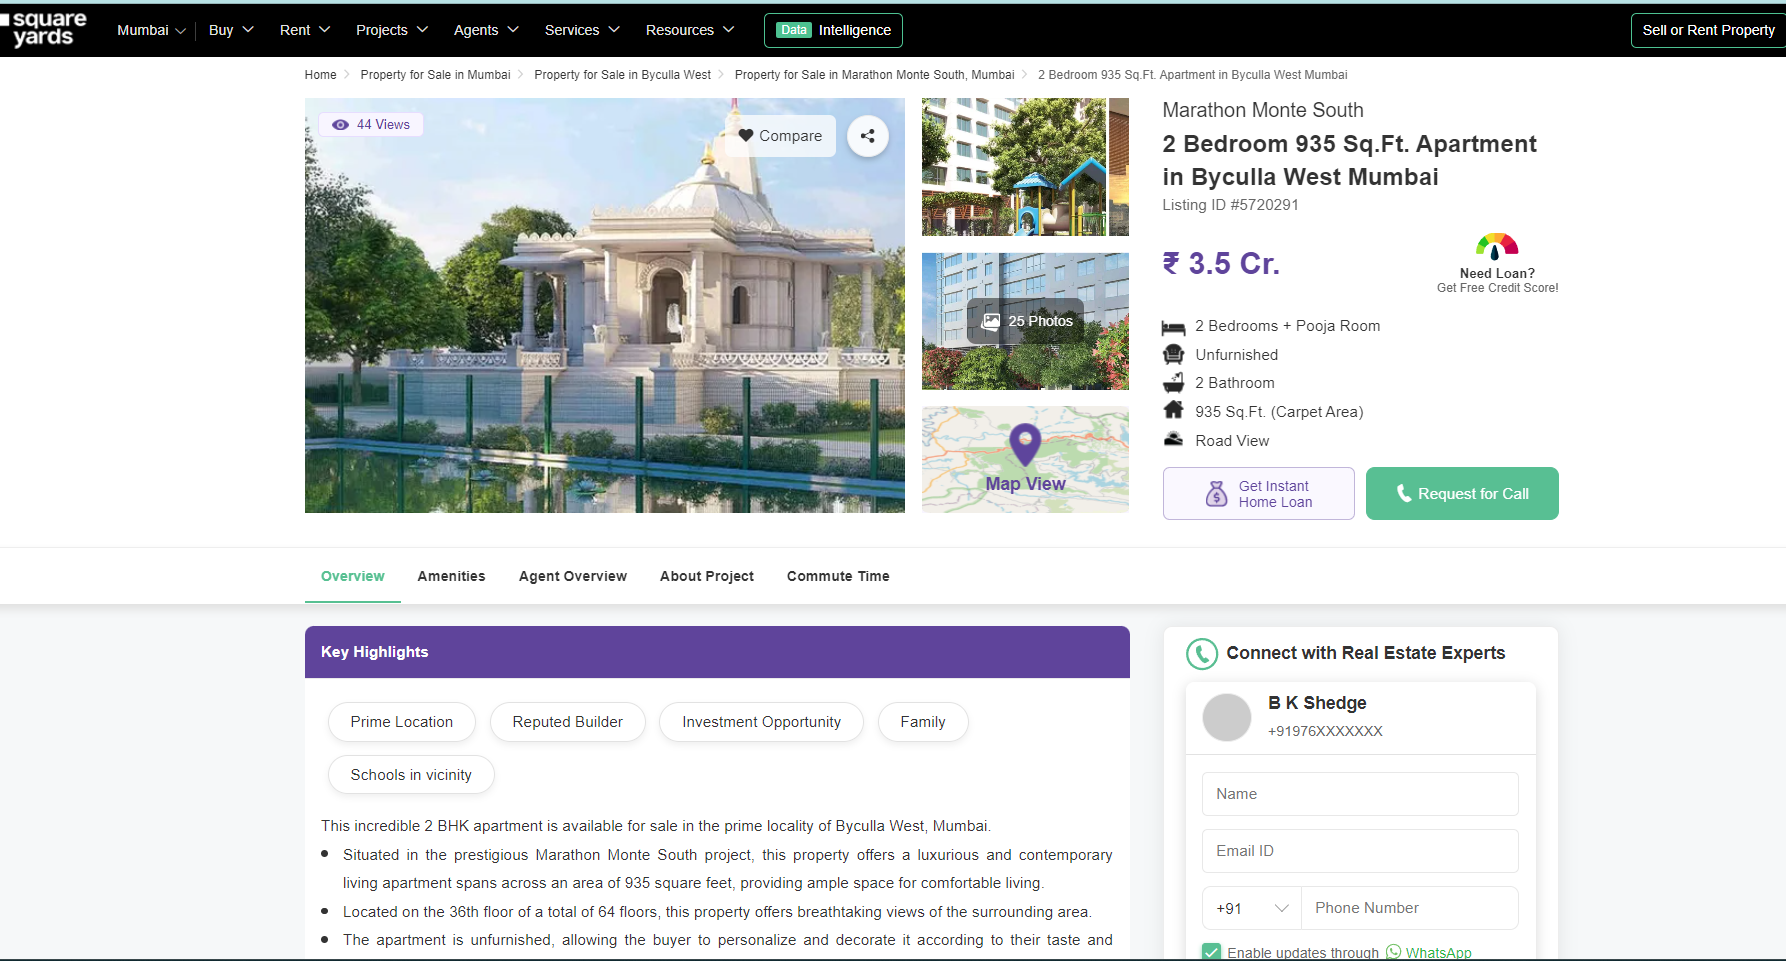 square
yards
Mumbai
Buy
Rent
Projects
Agents
Services
Resources
Data Intelligence
Sell or Rent Property
Home
Property for Sale in Mumbai
Property for Sale in Byculla West
Property for Sale in Marathon Monte South, Mumbai
2 Bedroom 935 Sq.Ft. Apartment in Byculla West Mumbai
44 Views
Compare
25 Photos
Map View
Marathon Monte South
2 Bedroom 935 Sq.Ft. Apartment
in Byculla West Mumbai
Listing ID #5720291
₹ 3.5 Cr.
Need Loan?
Get Free Credit Score!
2 Bedrooms + Pooja Room
Unfurnished
2 Bathroom
935 Sq.Ft. (Carpet Area)
Road View
Get Instant
Home Loan
Request for Call
Overview
Amenities
Agent Overview
About Project
Commute Time
Key Highlights
Prime Location
Reputed Builder
Investment Opportunity
Family
Schools in vicinity
This incredible 2 BHK apartment is available for sale in the prime locality of Byculla West, Mumbai.
• Situated in the prestigious Marathon Monte South project, this property offers a luxurious and contemporary
living apartment spans across an area of 935 square feet, providing ample space for comfortable living.
• Located on the 36th floor of a total of 64 floors, this property offers breathtaking views of the surrounding area.
• The apartment is unfurnished, allowing the buyer to personalize and decorate it according to their taste and
Connect with Real Estate Experts
B K Shedge
+91976XXXXXXX
Name
Email ID
+91
Phone Number
Enable updates through WhatsApp